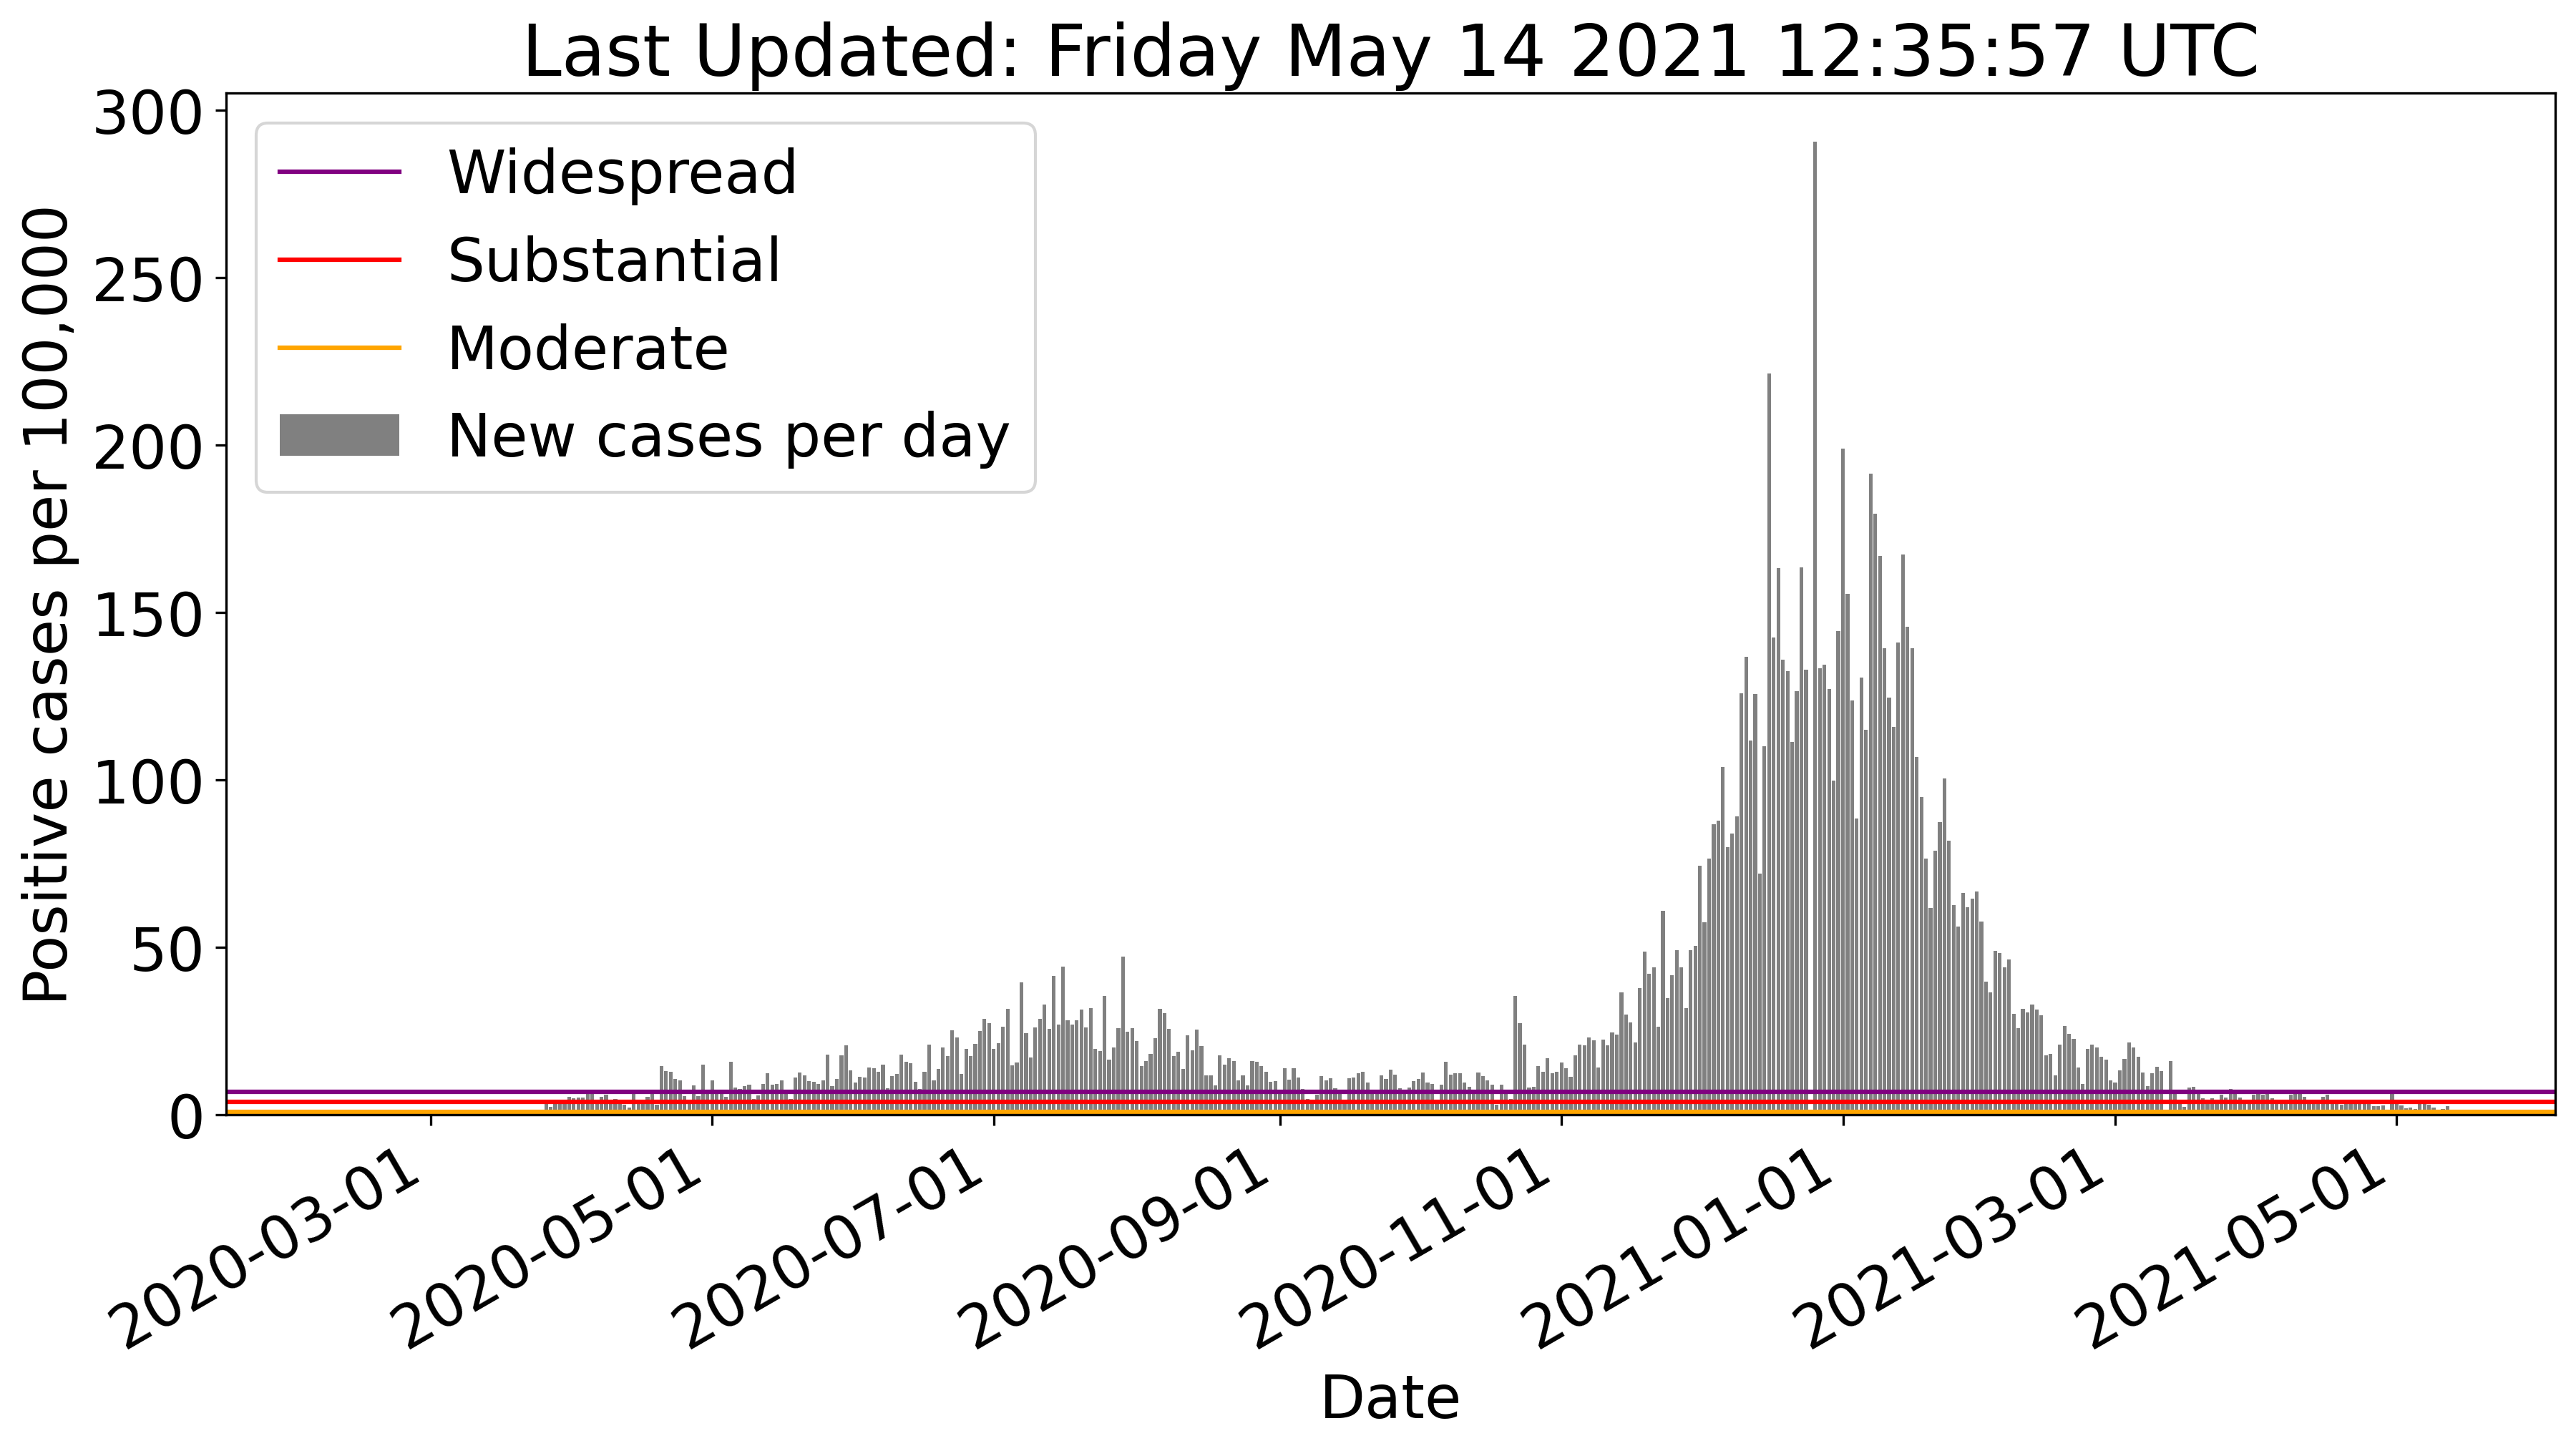 Last Updated: Friday May 14 2021 12:35:57 UTC
Positive cases per 100,000
300
250
200
150
100
50
0
Widespread
Substantial
Moderate
New cases per day
2020-03-01
2020-05-01
2020-07-01
2020-09-01
2020-11-01
2021-01-01
2021-03-01
2021-05-01
Date